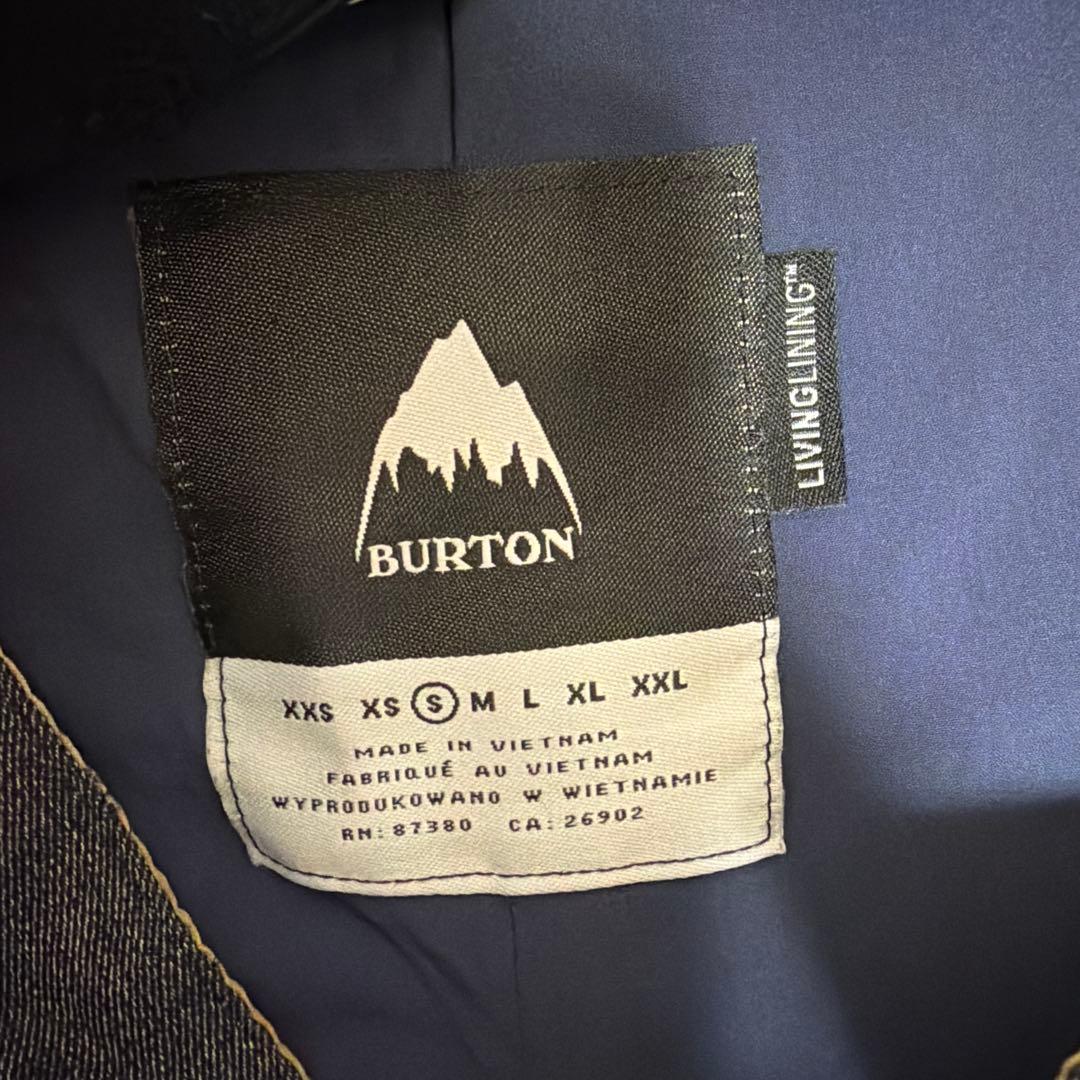 BURTON
LIVINGLINING™
XXS XS S M L XL XXL
MADE IN VIETNAM
FABRIQUÉ AU VIETNAM
WYPRODUKOWANO W WIETNAMIE
RN: 87380 CA: 26902